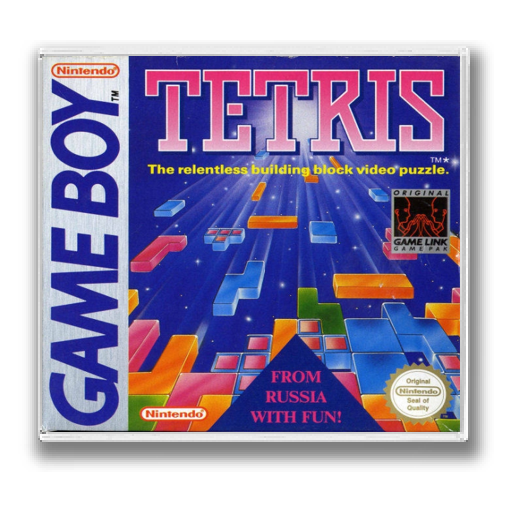 Nintendo
GAME BOY
TM
TETRIS
TM★
The relentless building block video puzzle.
ORIGINAL
GAME LINK
GAME PAK
FROM
RUSSIA
WITH FUN!
Nintendo
Original
Nintendo
Seal of
Quality